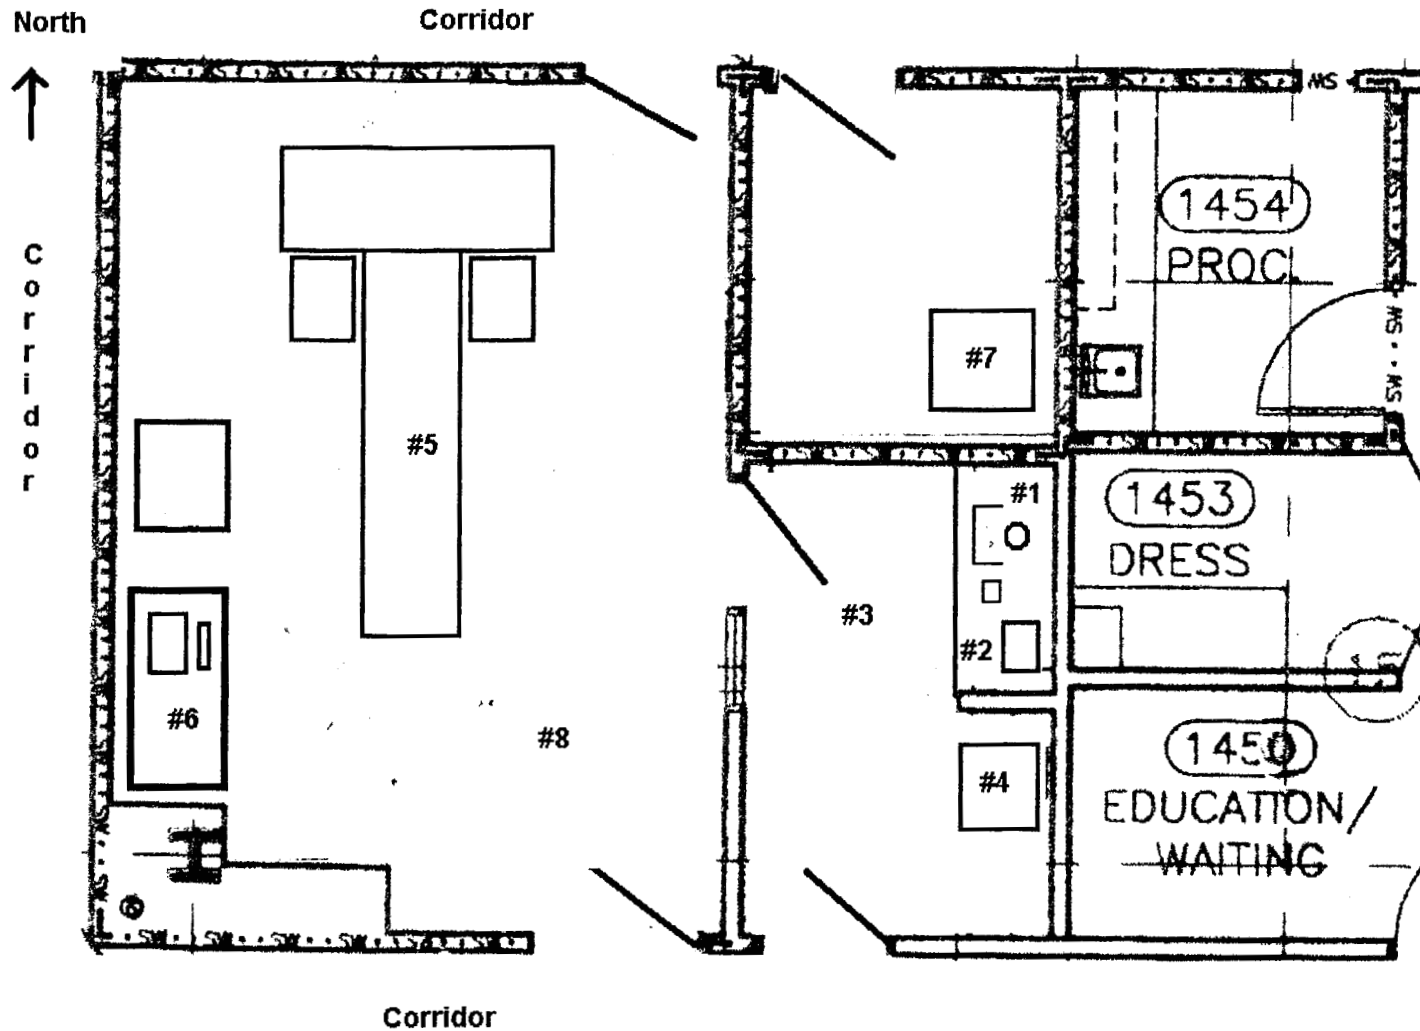 North
Corridor
Corridor
1454
PROC.
#7
#5
#1
1453
DRESS
#3
#2
#6
#8
1450
EDUCATION/
WAITING
#4
Corridor